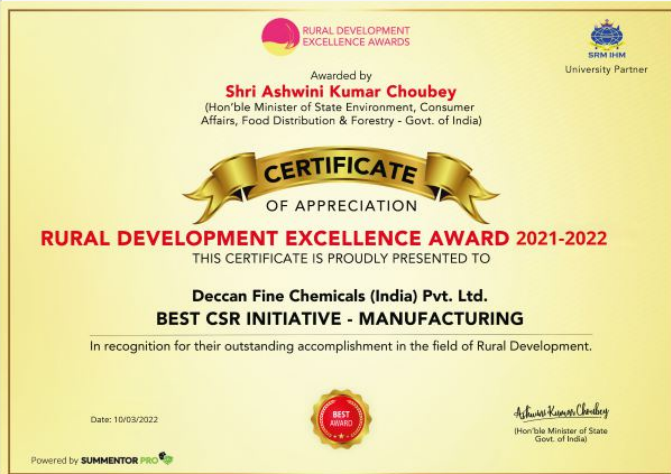 RURAL DEVELOPMENT
EXCELLENCE AWARDS
SRM IHM
University Partner
Awarded by
Shri Ashwini Kumar Choubey
(Hon'ble Minister of State Environment, Consumer
Affairs, Food Distribution & Forestry - Govt. of India)
CERTIFICATE
OF APPRECIATION
RURAL DEVELOPMENT EXCELLENCE AWARD 2021-2022
THIS CERTIFICATE IS PROUDLY PRESENTED TO
Deccan Fine Chemicals (India) Pvt. Ltd.
BEST CSR INITIATIVE - MANUFACTURING
In recognition for their outstanding accomplishment in the field of Rural Development.
Date: 10/03/2022
BEST
AWARD
Ashwini Kumar Choubey
(Hon'ble Minister of State
Govt. of India)
Powered by SUMMENTOR PRO